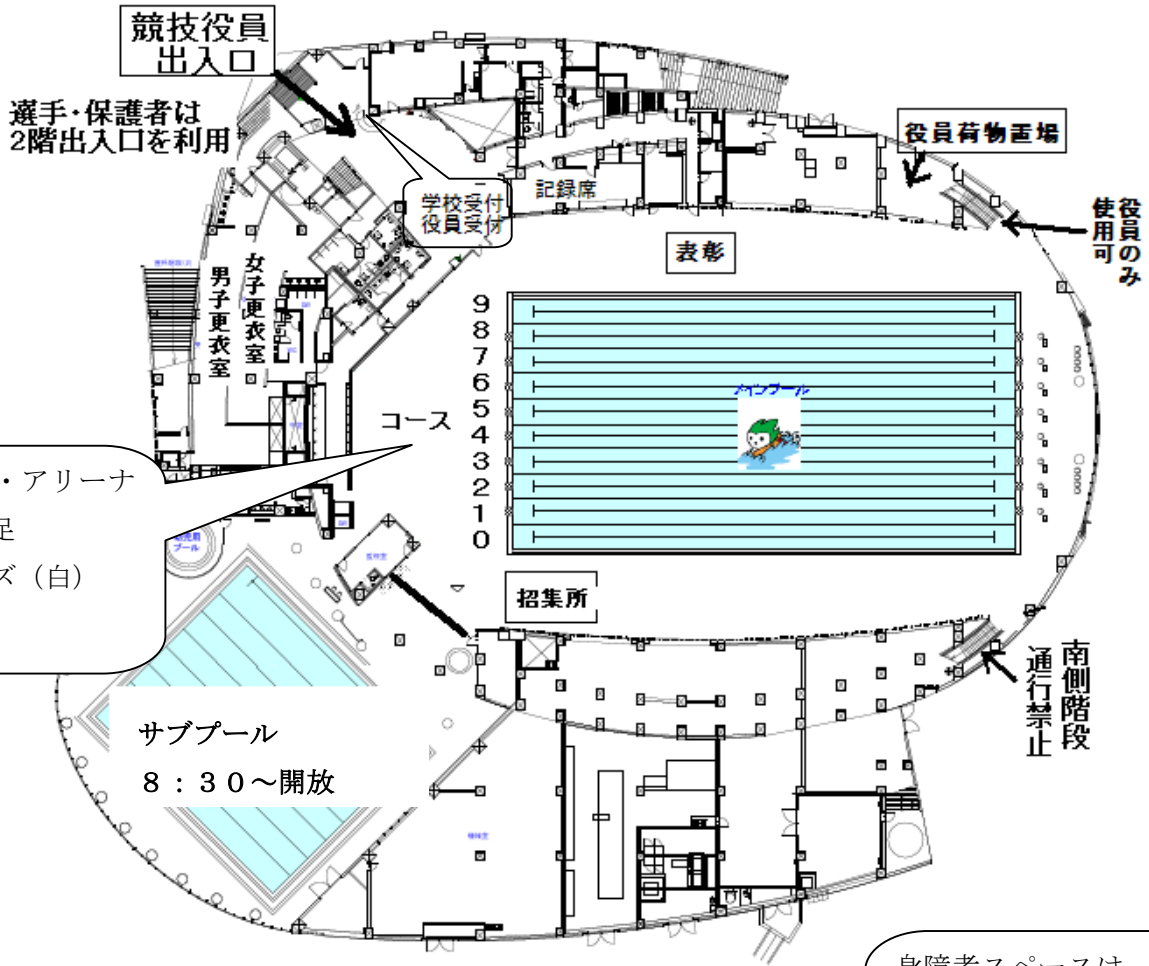 競技役員
出入口
選手・保護者は
2階出入口を利用
役員荷物置場
学校受付
役員受付
記録席
役員のみ
使用可
表彰
女子更衣室
男子更衣室
9
8
7
6
5
4
3
2
1
0
コース
メインプール
・アリーナ
足
ズ（白）
プール
招集所
南側階段
通行禁止
サブプール
８：３０～開放
身障者スペースは